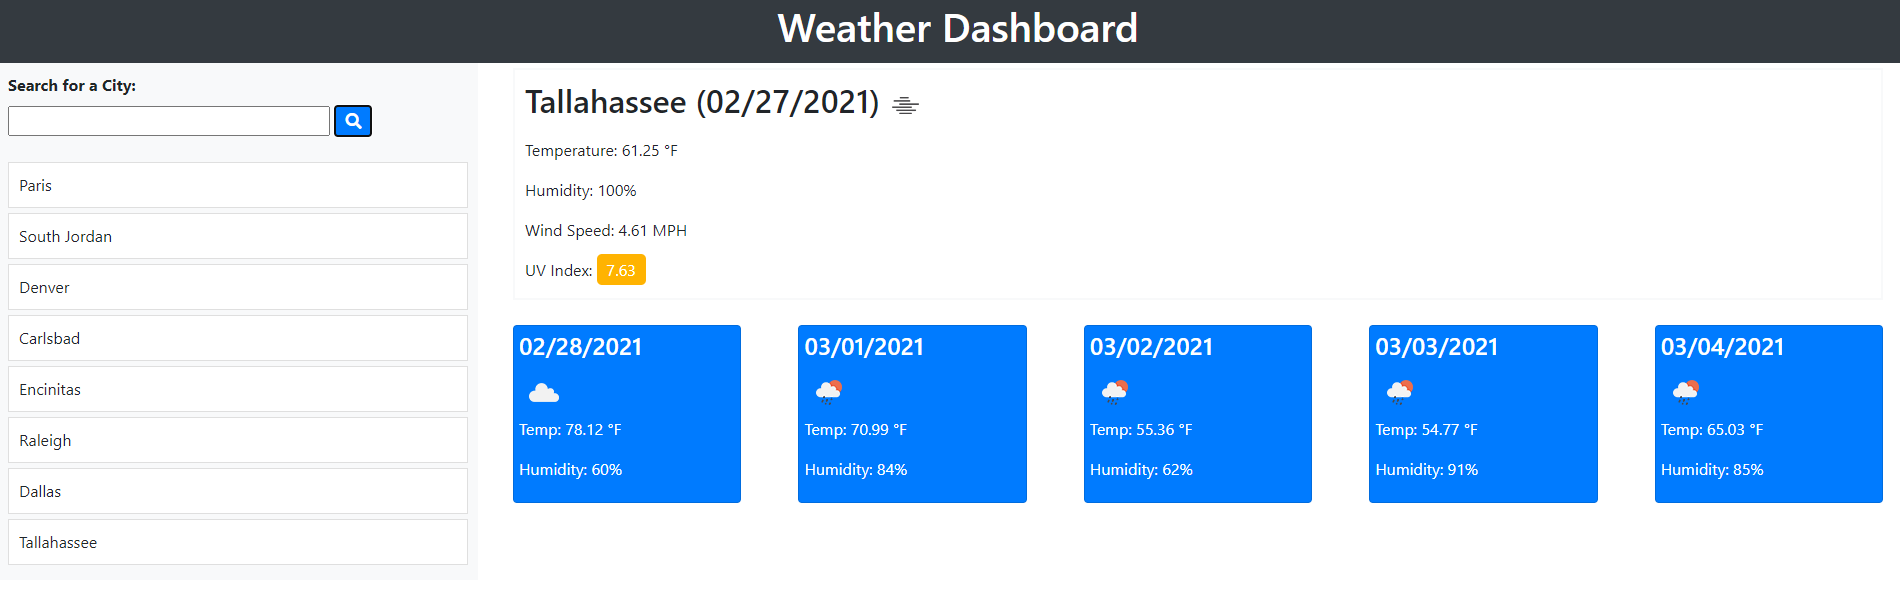 Weather Dashboard
Search for a City:
Paris
South Jordan
Denver
Carlsbad
Encinitas
Raleigh
Dallas
Tallahassee
Tallahassee (02/27/2021)
Temperature: 61.25 °F
Humidity: 100%
Wind Speed: 4.61 MPH
UV Index: 7.63
02/28/2021
Temp: 78.12 °F
Humidity: 60%
03/01/2021
Temp: 70.99 °F
Humidity: 84%
03/02/2021
Temp: 55.36 °F
Humidity: 62%
03/03/2021
Temp: 54.77 °F
Humidity: 91%
03/04/2021
Temp: 65.03 °F
Humidity: 85%